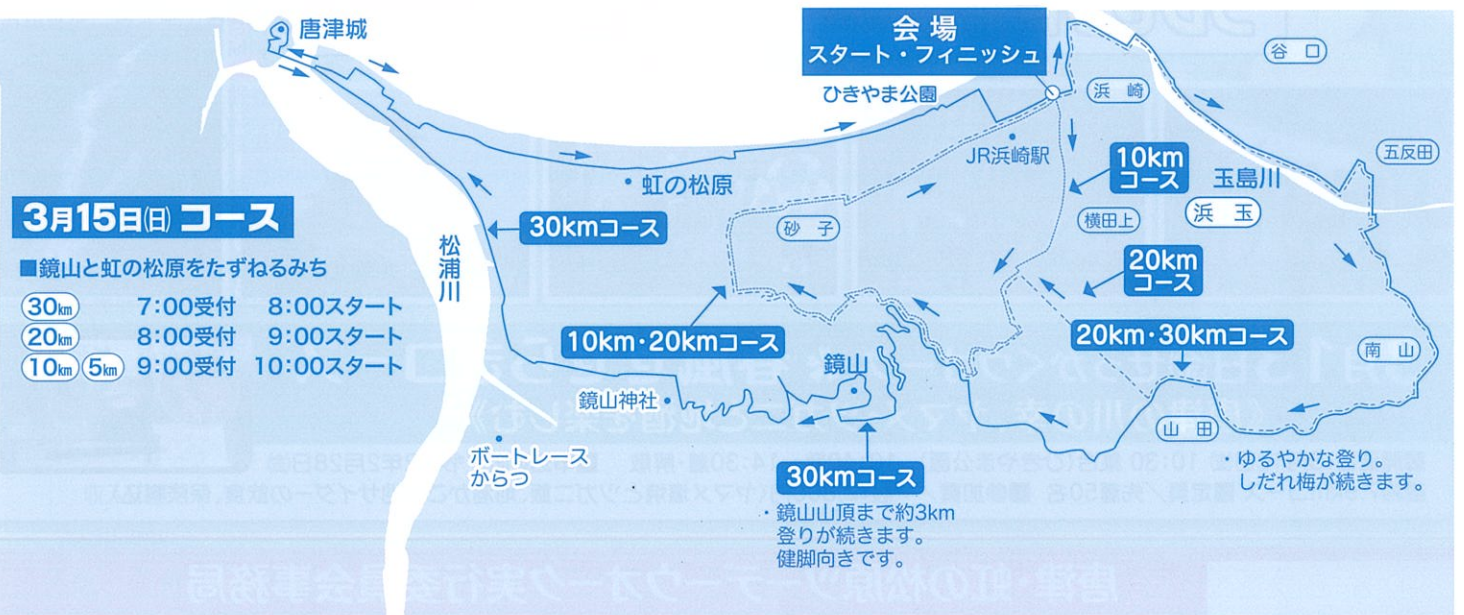 唐津城
会場
スタート・フィニッシュ
ひきやま公園
谷口
浜崎
JR浜崎駅
五反田
10km
コース
玉島川
虹の松原
横田上
浜玉
3月15日(日)コース
30kmコース
砂子
松浦川
■鏡山と虹の松原をたずねるみち
20km
コース
30km 7:00受付 8:00スタート
20km 8:00受付 9:00スタート
10km 5km 9:00受付 10:00スタート
10km・20kmコース
20km・30kmコース
南山
鏡山
鏡山神社
山田
ボートレース
からつ
・ゆるやかな登り。
しだれ梅が続きます。
30kmコース
・鏡山山頂まで約3km
登りが続きます。
健脚向きです。